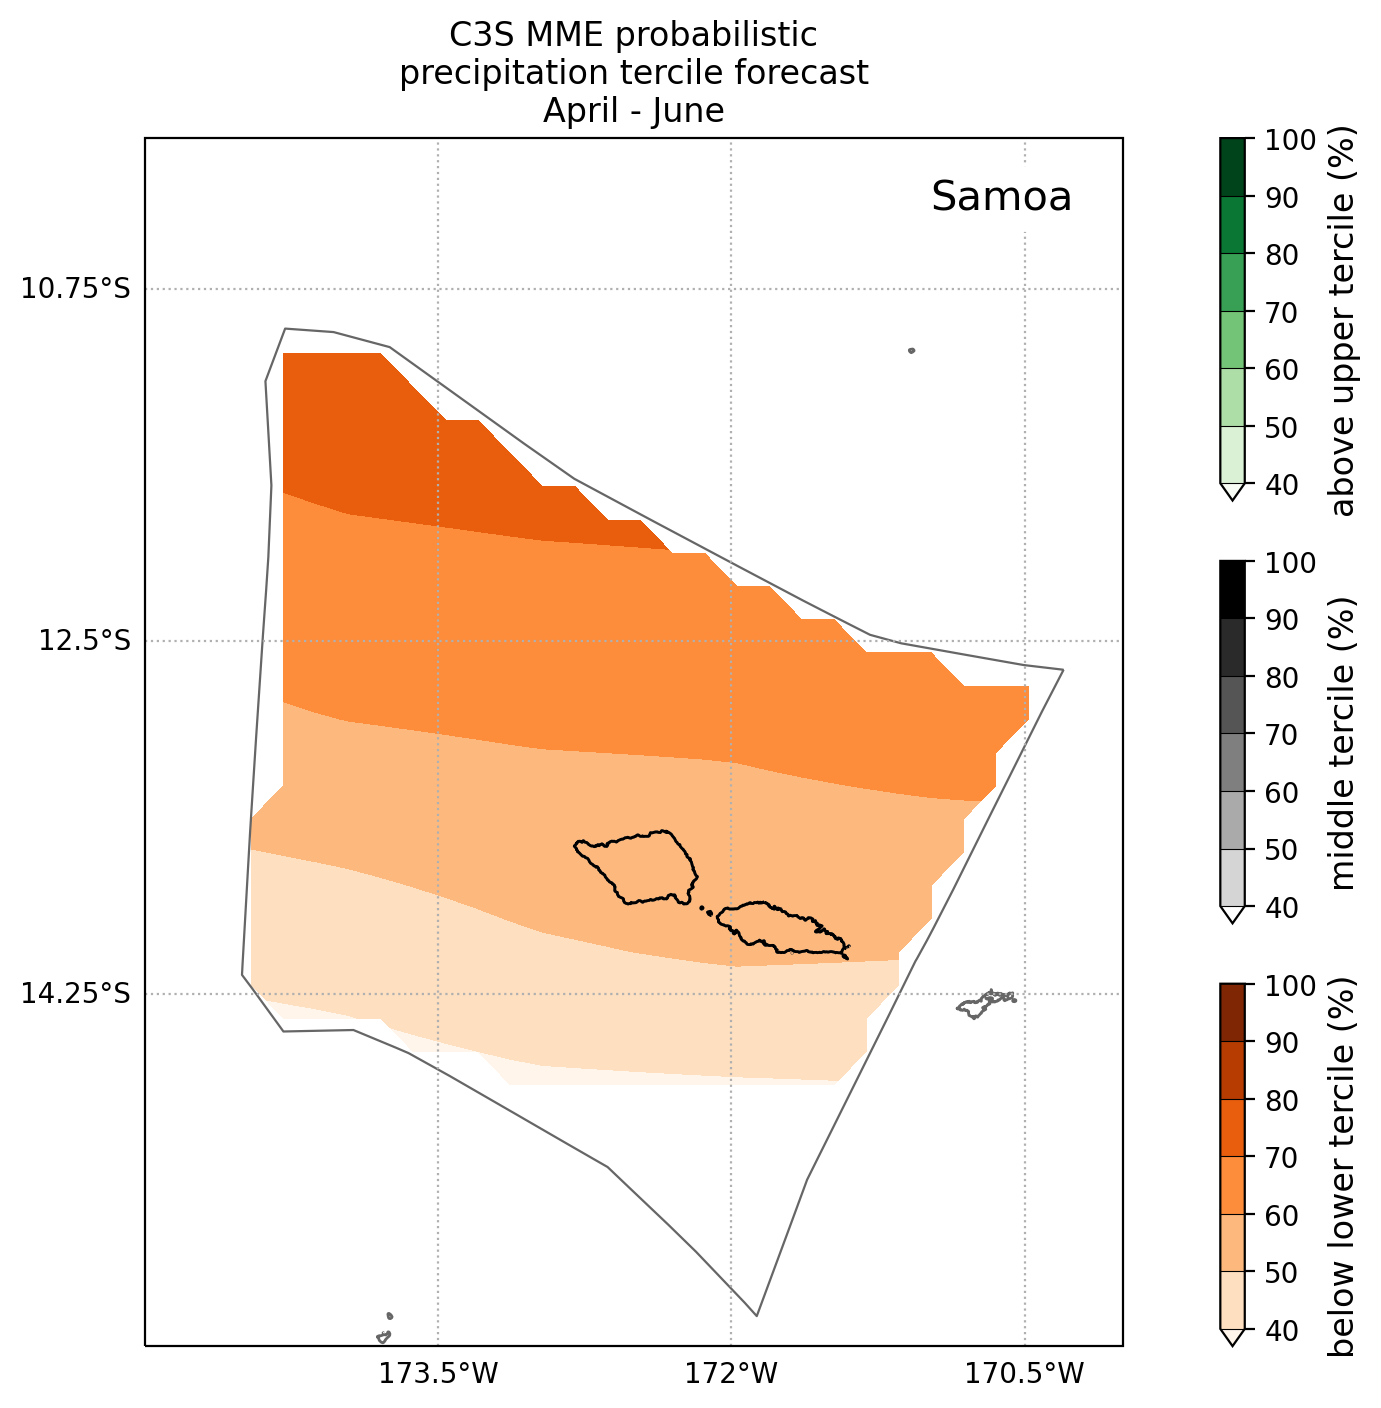 C3S MME probabilistic
precipitation tercile forecast
April - June
Samoa
10.75°S
12.5°S
14.25°S
173.5°W
172°W
170.5°W
100
90
80
70
60
50
40
above upper tercile (%)
100
90
80
70
60
50
40
middle tercile (%)
100
90
80
70
60
50
40
below lower tercile (%)